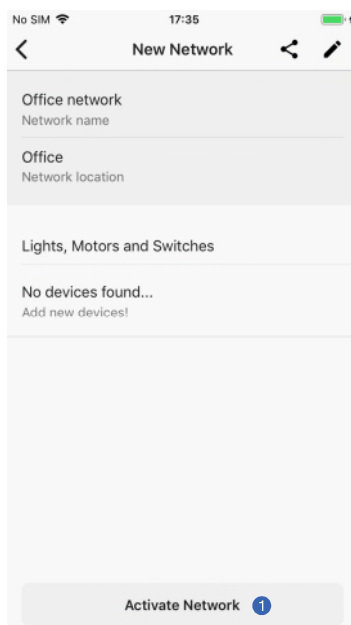 No SIM 17:35
New Network
Office network
Network name
Office
Network location
Lights, Motors and Switches
No devices found...
Add new devices!
Activate Network 1